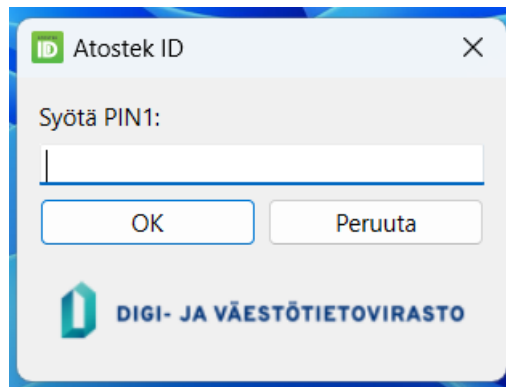 ID Atostek ID
Syötä PIN1:
OK Peruuta
DIGI- JA VÄESTÖTIETOVIRASTO